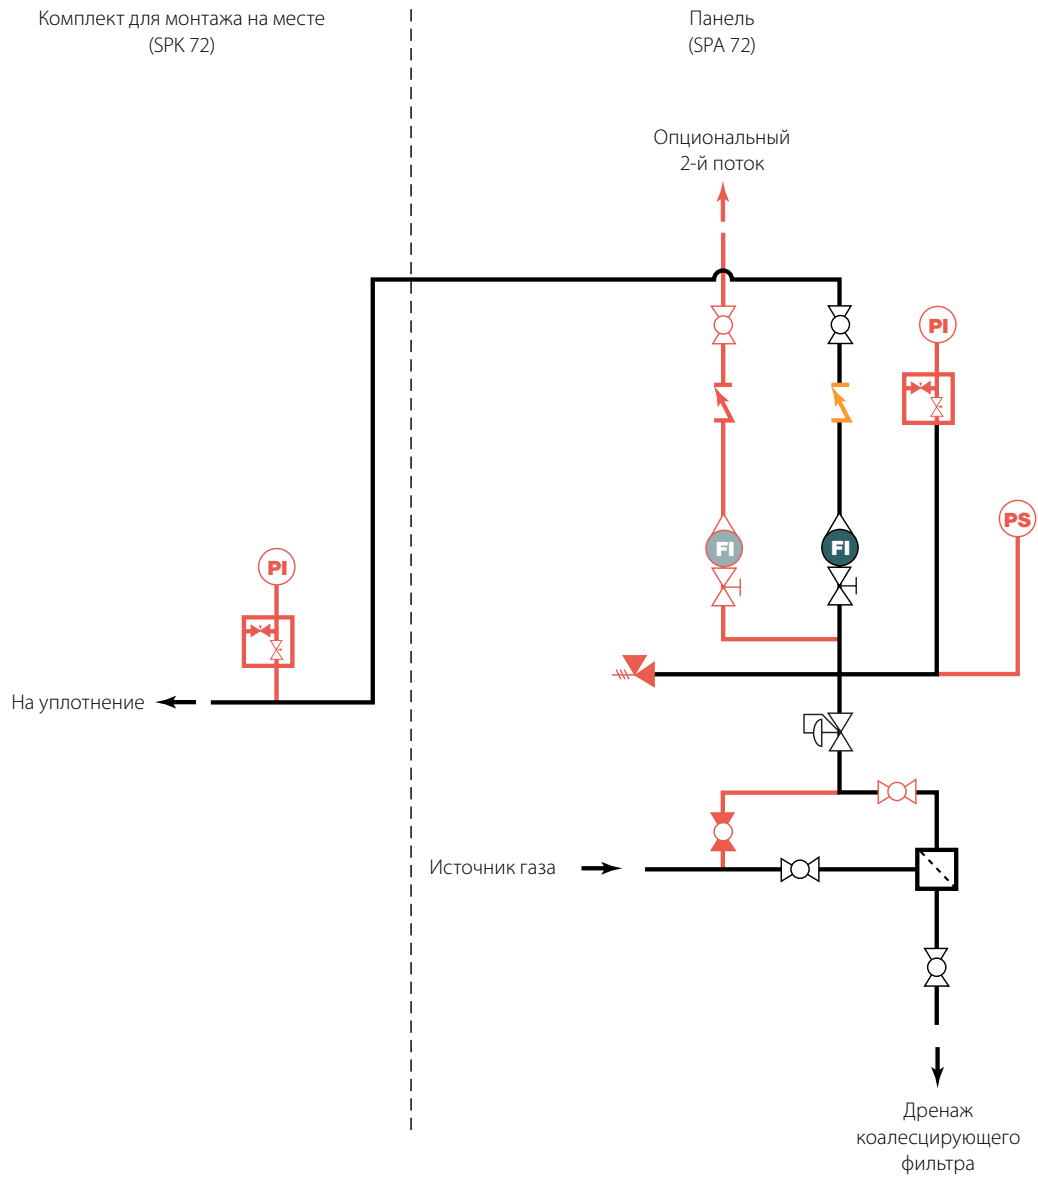 Комплект для монтажа на месте
(SPK 72)
Панель
(SPA 72)
Опциональный
2-й поток
PI
PS
FI
FI
PI
На уплотнение
Источник газа
Дренаж
коалесцирующего
фильтра